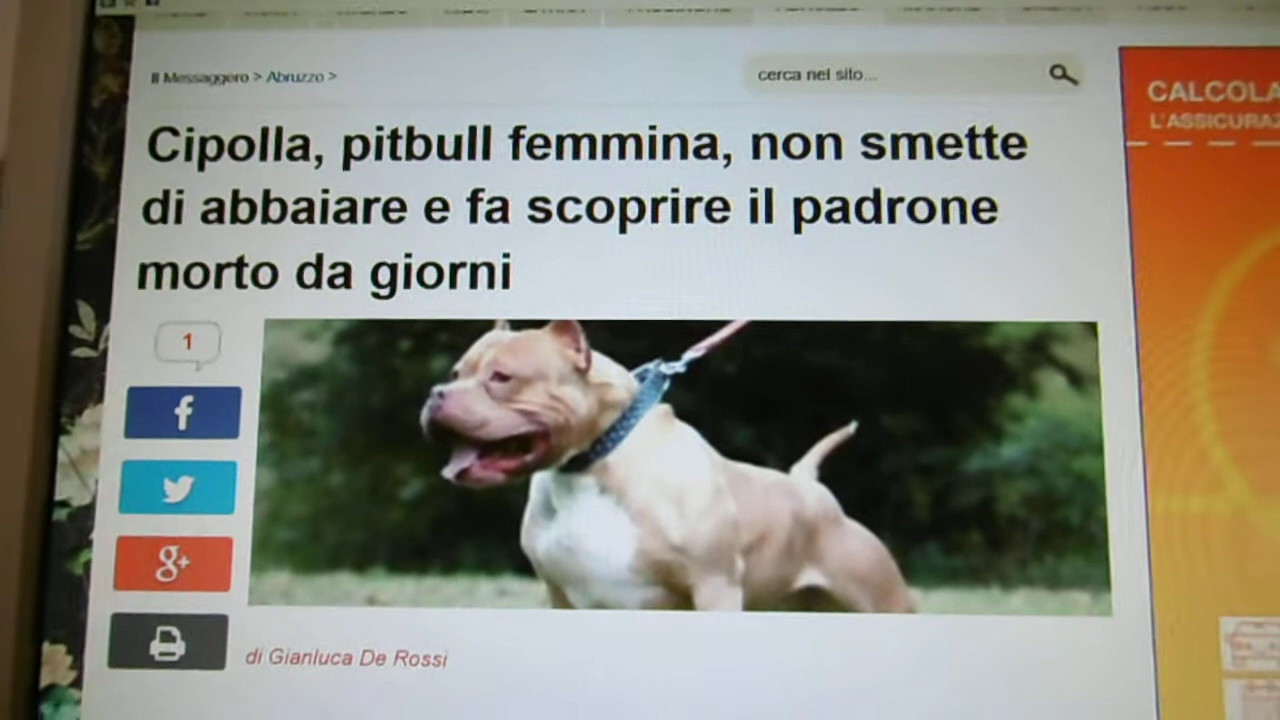 Il Messaggero > Abruzzo >
cerca nel sito...
CALCOLA
L'ASSICURAZ
Cipolla, pitbull femmina, non smette
di abbaiare e fa scoprire il padrone
morto da giorni
1
f
g+
di Gianluca De Rossi